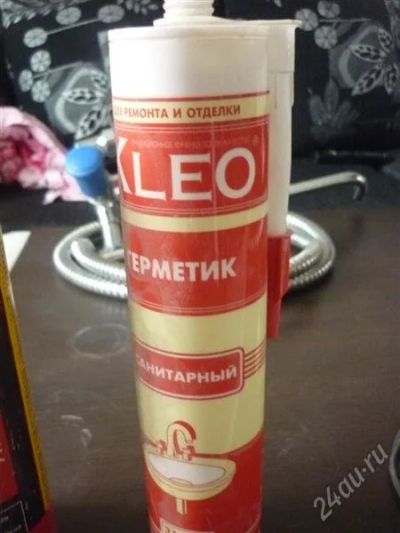 ДЛЯ РЕМОНТА И ОТДЕЛКИ
KLEO®
ГЕРМЕТИК
САНИТАРНЫЙ
24au.ru